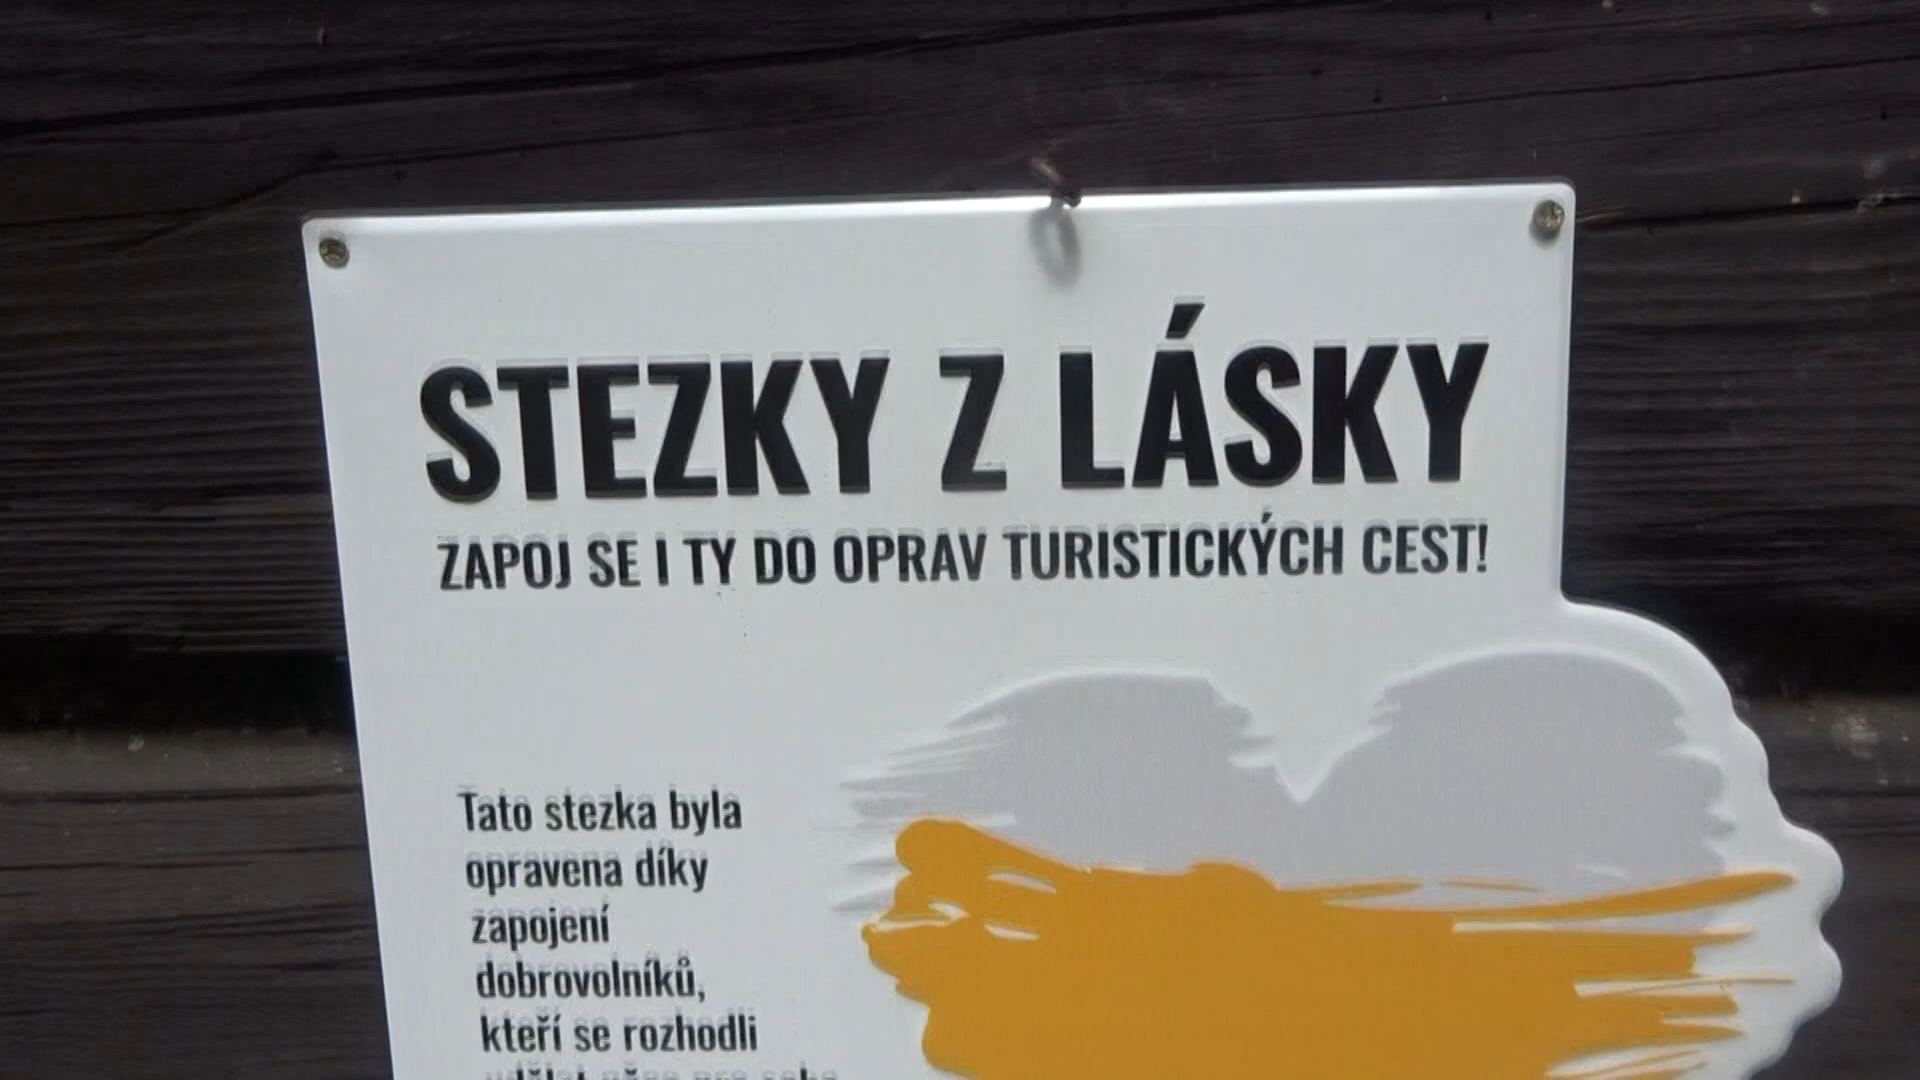 STEZKY Z LÁSKY
ZAPOJ SE I TY DO OPRAV TURISTICKÝCH CEST!
Tato stezka byla
opravena díky
zapojení
dobrovolníků,
kteří se rozhodli